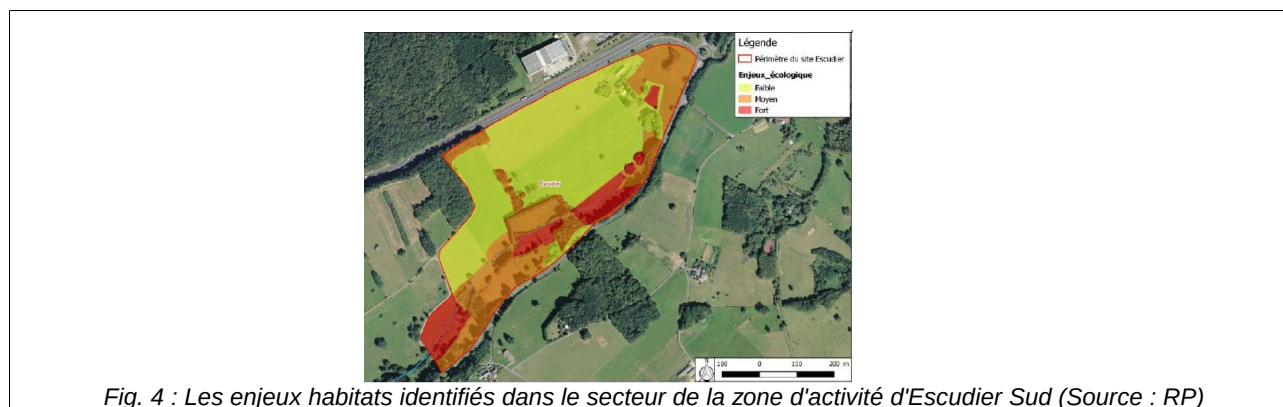 Légende
Périmètre du site Escudier
Enjeux_écologique
Faible
Moyen
Fort
Escudier
100 0 100 200 m
Fig. 4 : Les enjeux habitats identifiés dans le secteur de la zone d'activité d'Escudier Sud (Source : RP)